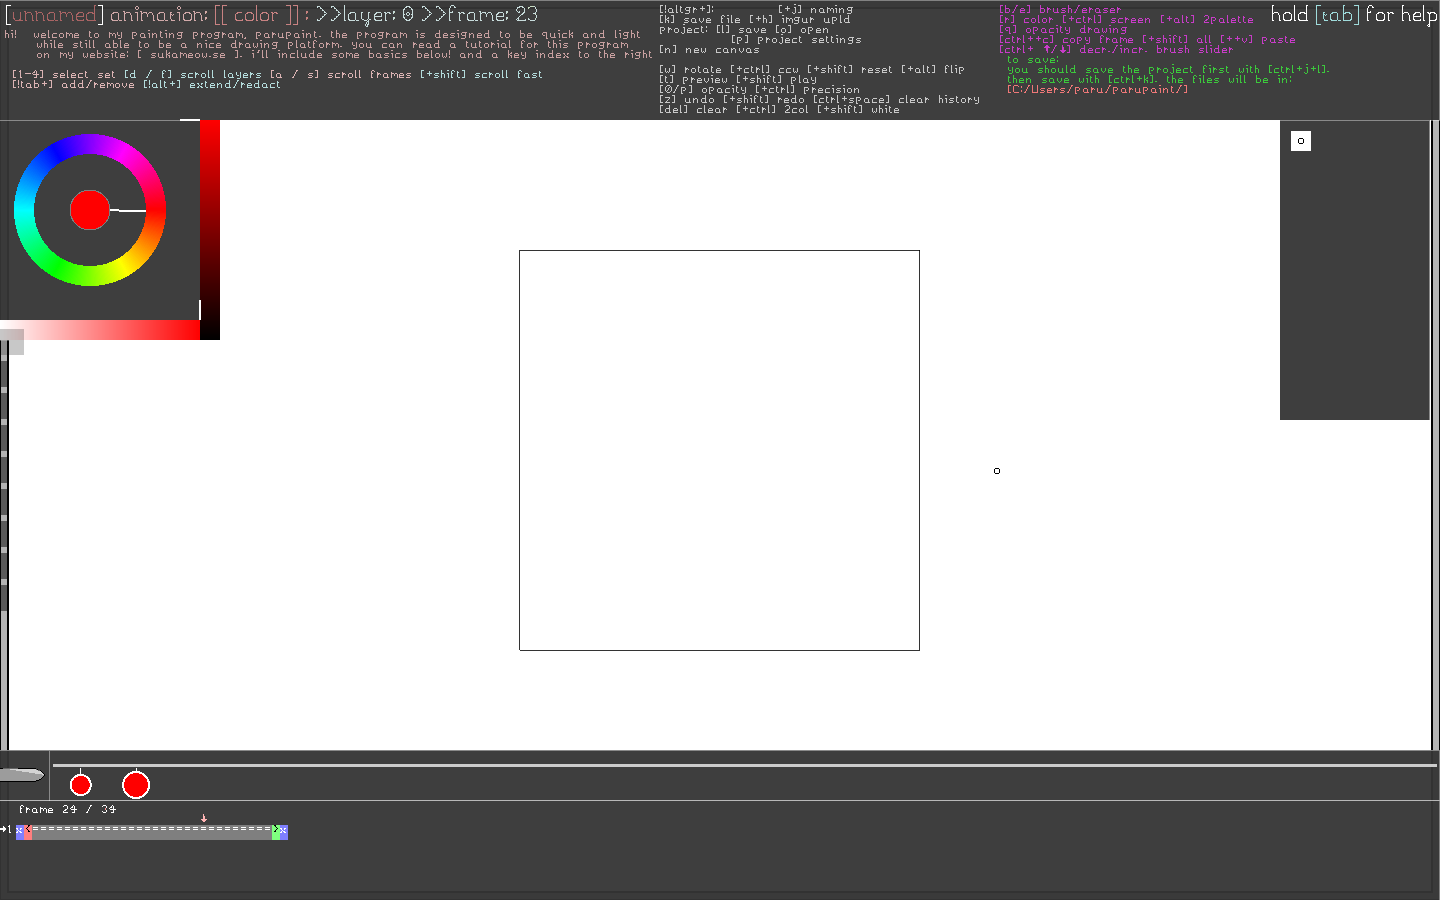 [unnamed] animation: [[ color ]] : >>layer: 0 >>frame: 23
hi! welcome to my painting program, parupaint. the program is designed to be quick and light
while still able to be a nice drawing platform. you can read a tutorial for this program
on my website: [ sukameow.se ]. i'll include some basics below! and a key index to the right
[1-4] select set [d / f] scroll layers [a / s] scroll frames [+shift] scroll fast
[!tab+] add/remove [!alt+] extend/redact
[!altgr+]: [+j] naming
[k] save file [+h] imgur upld
project: [l] save [o] open
[p] project settings
[n] new canvas
[w] rotate [+ctrl] ccw [+shift] reset [+alt] flip
[t] preview [+shift] play
[0/p] opacity [+ctrl] precision
[z] undo [+shift] redo [ctrl+space] clear history
[del] clear [+ctrl] 2col [+shift] white
[b/e] brush/eraser
[r] color [+ctrl] screen [+alt] 2palette
[q] opacity drawing
[ctrl++c] copy frame [+shift] all [++v] paste
[ctrl+ ↑/↓] decr./incr. brush slider
to save:
you should save the project first with [ctrl+j+l].
then save with [ctrl+k]. the files will be in:
[C:/Users/paru/parupaint/]
hold [tab] for help
frame 24 / 34
→1 x<==============================>x